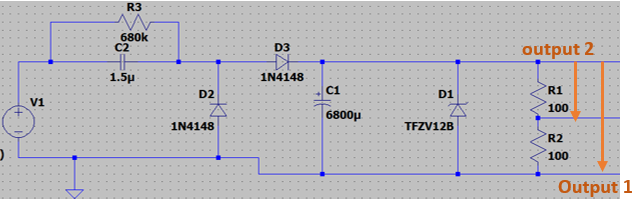 R3
680k
C2
1.5µ
D3
1N4148
output 2
V1
D2
1N4148
C1
+
6800µ
D1
TFZV12B
R1
100
R2
100
)
Output 1